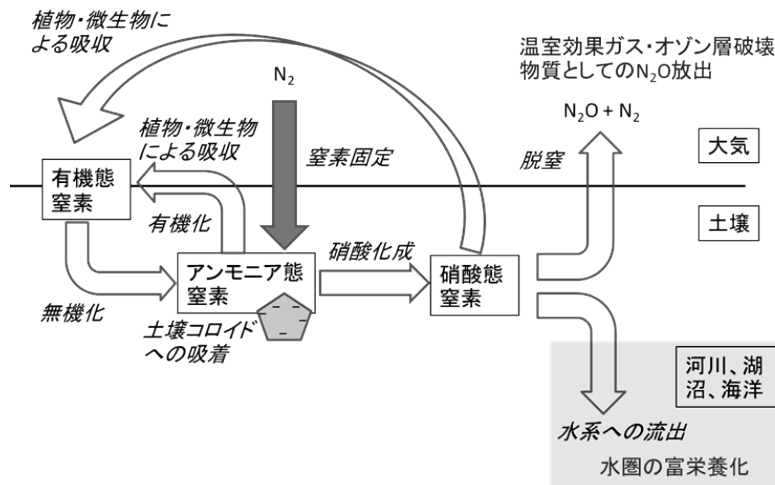 植物・微生物に
よる吸収
温室効果ガス・オゾン層破壊
物質としてのN₂O放出
N₂
N₂O + N₂
植物・微生物
による吸収
窒素固定
脱窒
大気
有機態
窒素
土壌
有機化
アンモニア態
窒素
硝酸化成
硝酸態
窒素
無機化
土壌コロイド
への吸着
河川、湖
沼、海洋
水系への流出
水圏の富栄養化